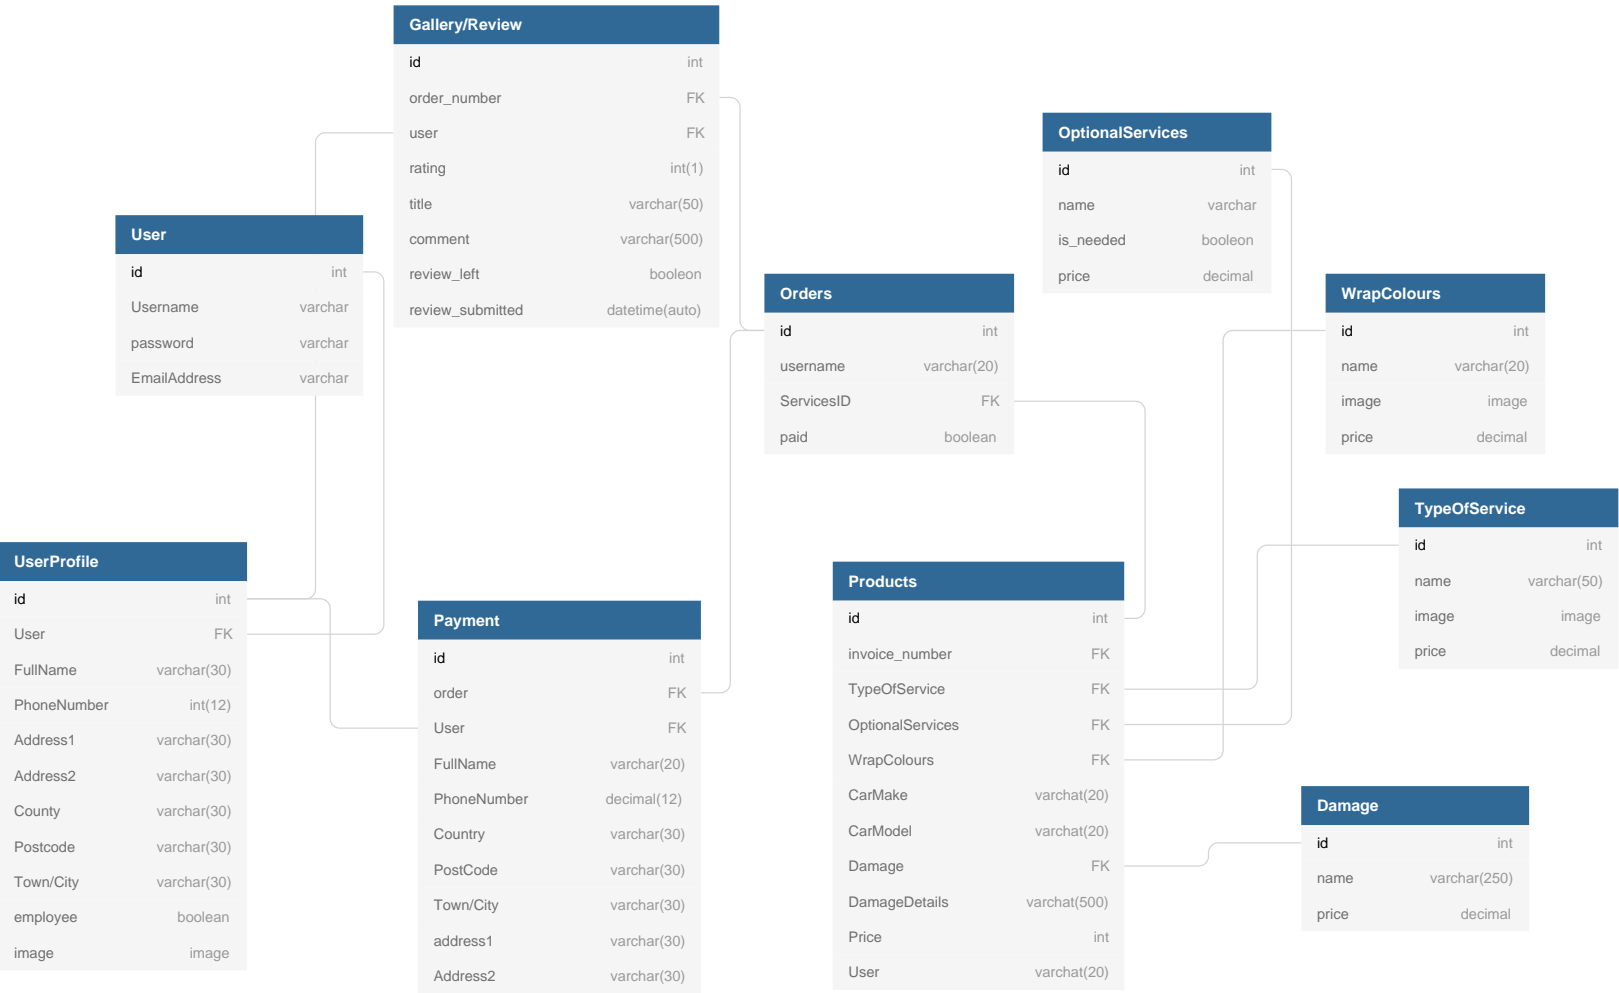 Gallery/Review
id int
order_number FK
user FK
rating int(1)
title varchar(50)
comment varchar(500)
review_left booleon
review_submitted datetime(auto)
OptionalServices
id int
name varchar
is_needed booleon
price decimal
User
id int
Username varchar
password varchar
EmailAddress varchar
Orders
id int
username varchar(20)
ServicesID FK
paid boolean
WrapColours
id int
name varchar(20)
image image
price decimal
TypeOfService
id int
name varchar(50)
image image
price decimal
UserProfile
id int
User FK
FullName varchar(30)
PhoneNumber int(12)
Address1 varchar(30)
Address2 varchar(30)
County varchar(30)
Postcode varchar(30)
Town/City varchar(30)
employee boolean
image image
Payment
id int
order FK
User FK
FullName varchar(20)
PhoneNumber decimal(12)
Country varchar(30)
PostCode varchar(30)
Town/City varchar(30)
address1 varchar(30)
Address2 varchar(30)
Products
id int
invoice_number FK
TypeOfService FK
OptionalServices FK
WrapColours FK
CarMake varchat(20)
CarModel varchat(20)
Damage FK
DamageDetails varchat(500)
Price int
User varchat(20)
Damage
id int
name varchar(250)
price decimal